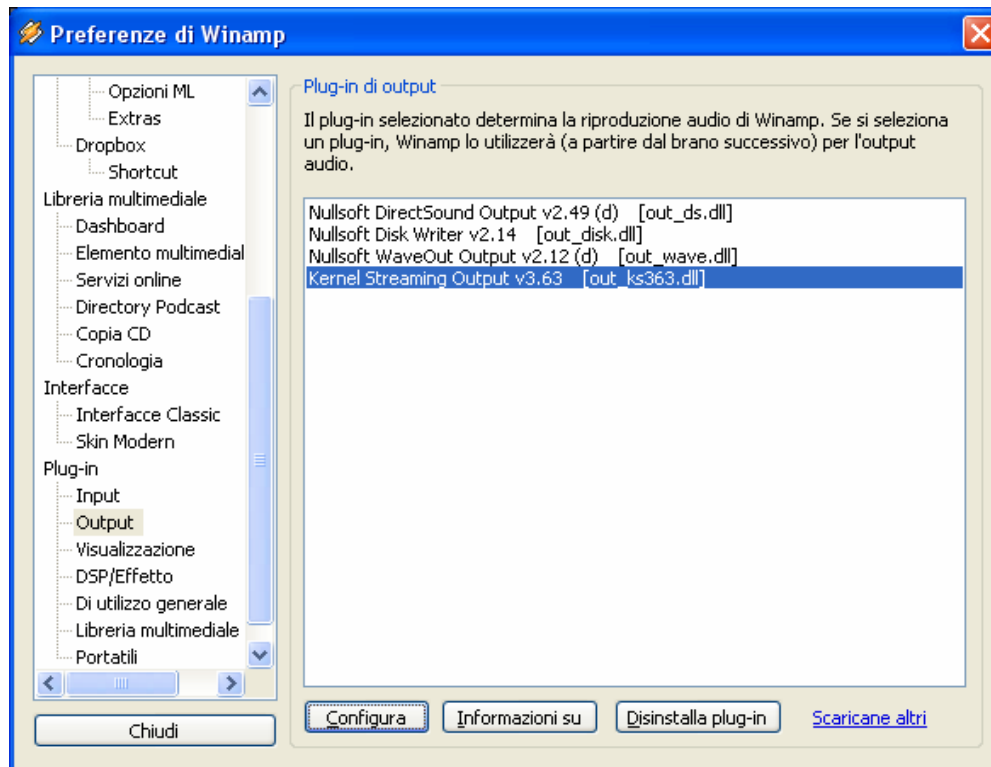 Preferenze di Winamp
Opzioni ML
Extras
Dropbox
Shortcut
Libreria multimediale
Dashboard
Elemento multimedial
Servizi online
Directory Podcast
Copia CD
Cronologia
Interfacce
Interfacce Classic
Skin Modern
Plug-in
Input
Output
Visualizzazione
DSP/Effetto
Di utilizzo generale
Libreria multimediale
Portatili
Chiudi
Plug-in di output
Il plug-in selezionato determina la riproduzione audio di Winamp. Se si seleziona
un plug-in, Winamp lo utilizzerà (a partire dal brano successivo) per l'output
audio.
Nullsoft DirectSound Output v2.49 (d) [out_ds.dll]
Nullsoft Disk Writer v2.14 [out_disk.dll]
Nullsoft WaveOut Output v2.12 (d) [out_wave.dll]
Kernel Streaming Output v3.63 [out_ks363.dll]
Configura
Informazioni su
Disinstalla plug-in
Scaricane altri